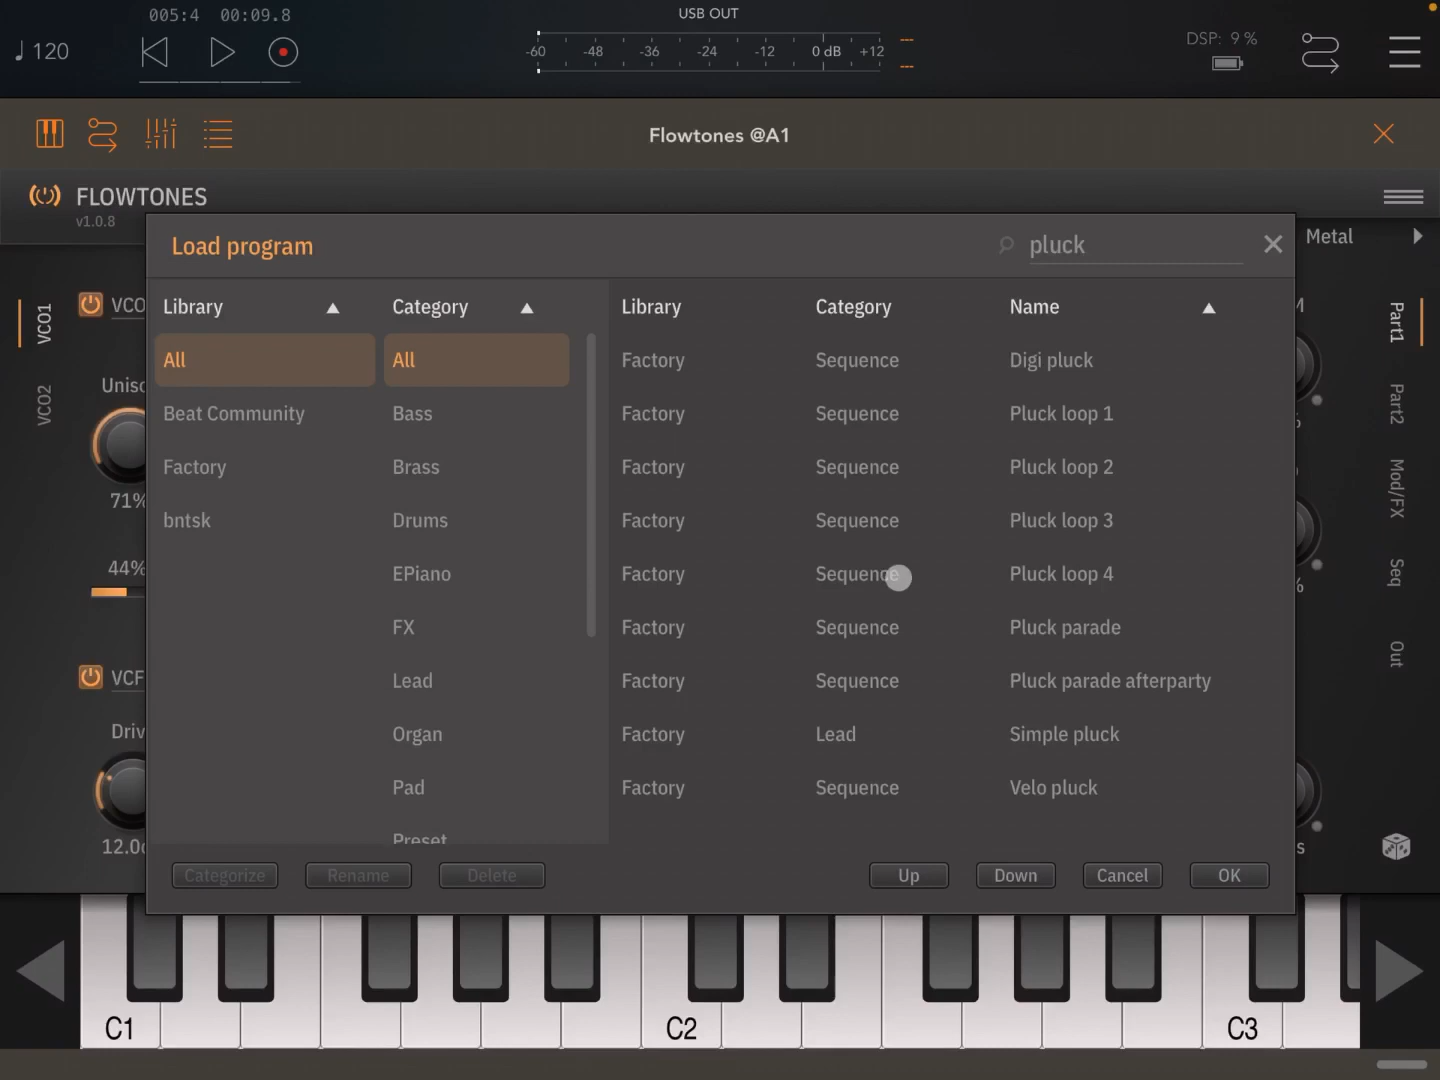 005:4 00:09.8
USB OUT
♩ 120
-60 -48 -36 -24 -12 0 dB +12
DSP: 9 %
Flowtones @A1
FLOWTONES
v1.0.8
Load program
pluck
Metal
Library Category
Library Category Name
All All
Beat Community Bass
Factory Brass
bntsk Drums
EPiano
FX
Lead
Organ
Pad
Preset
Factory Sequence Digi pluck
Factory Sequence Pluck loop 1
Factory Sequence Pluck loop 2
Factory Sequence Pluck loop 3
Factory Sequence Pluck loop 4
Factory Sequence Pluck parade
Factory Sequence Pluck parade afterparty
Factory Lead Simple pluck
Factory Sequence Velo pluck
VCO1
VCO2
VCO
Unisc
71%
44%
VCF
Driv
12.0
Part1
Part2
Mod/FX
Seq
Out
Categorize Rename Delete
Up Down Cancel OK
C1 C2 C3